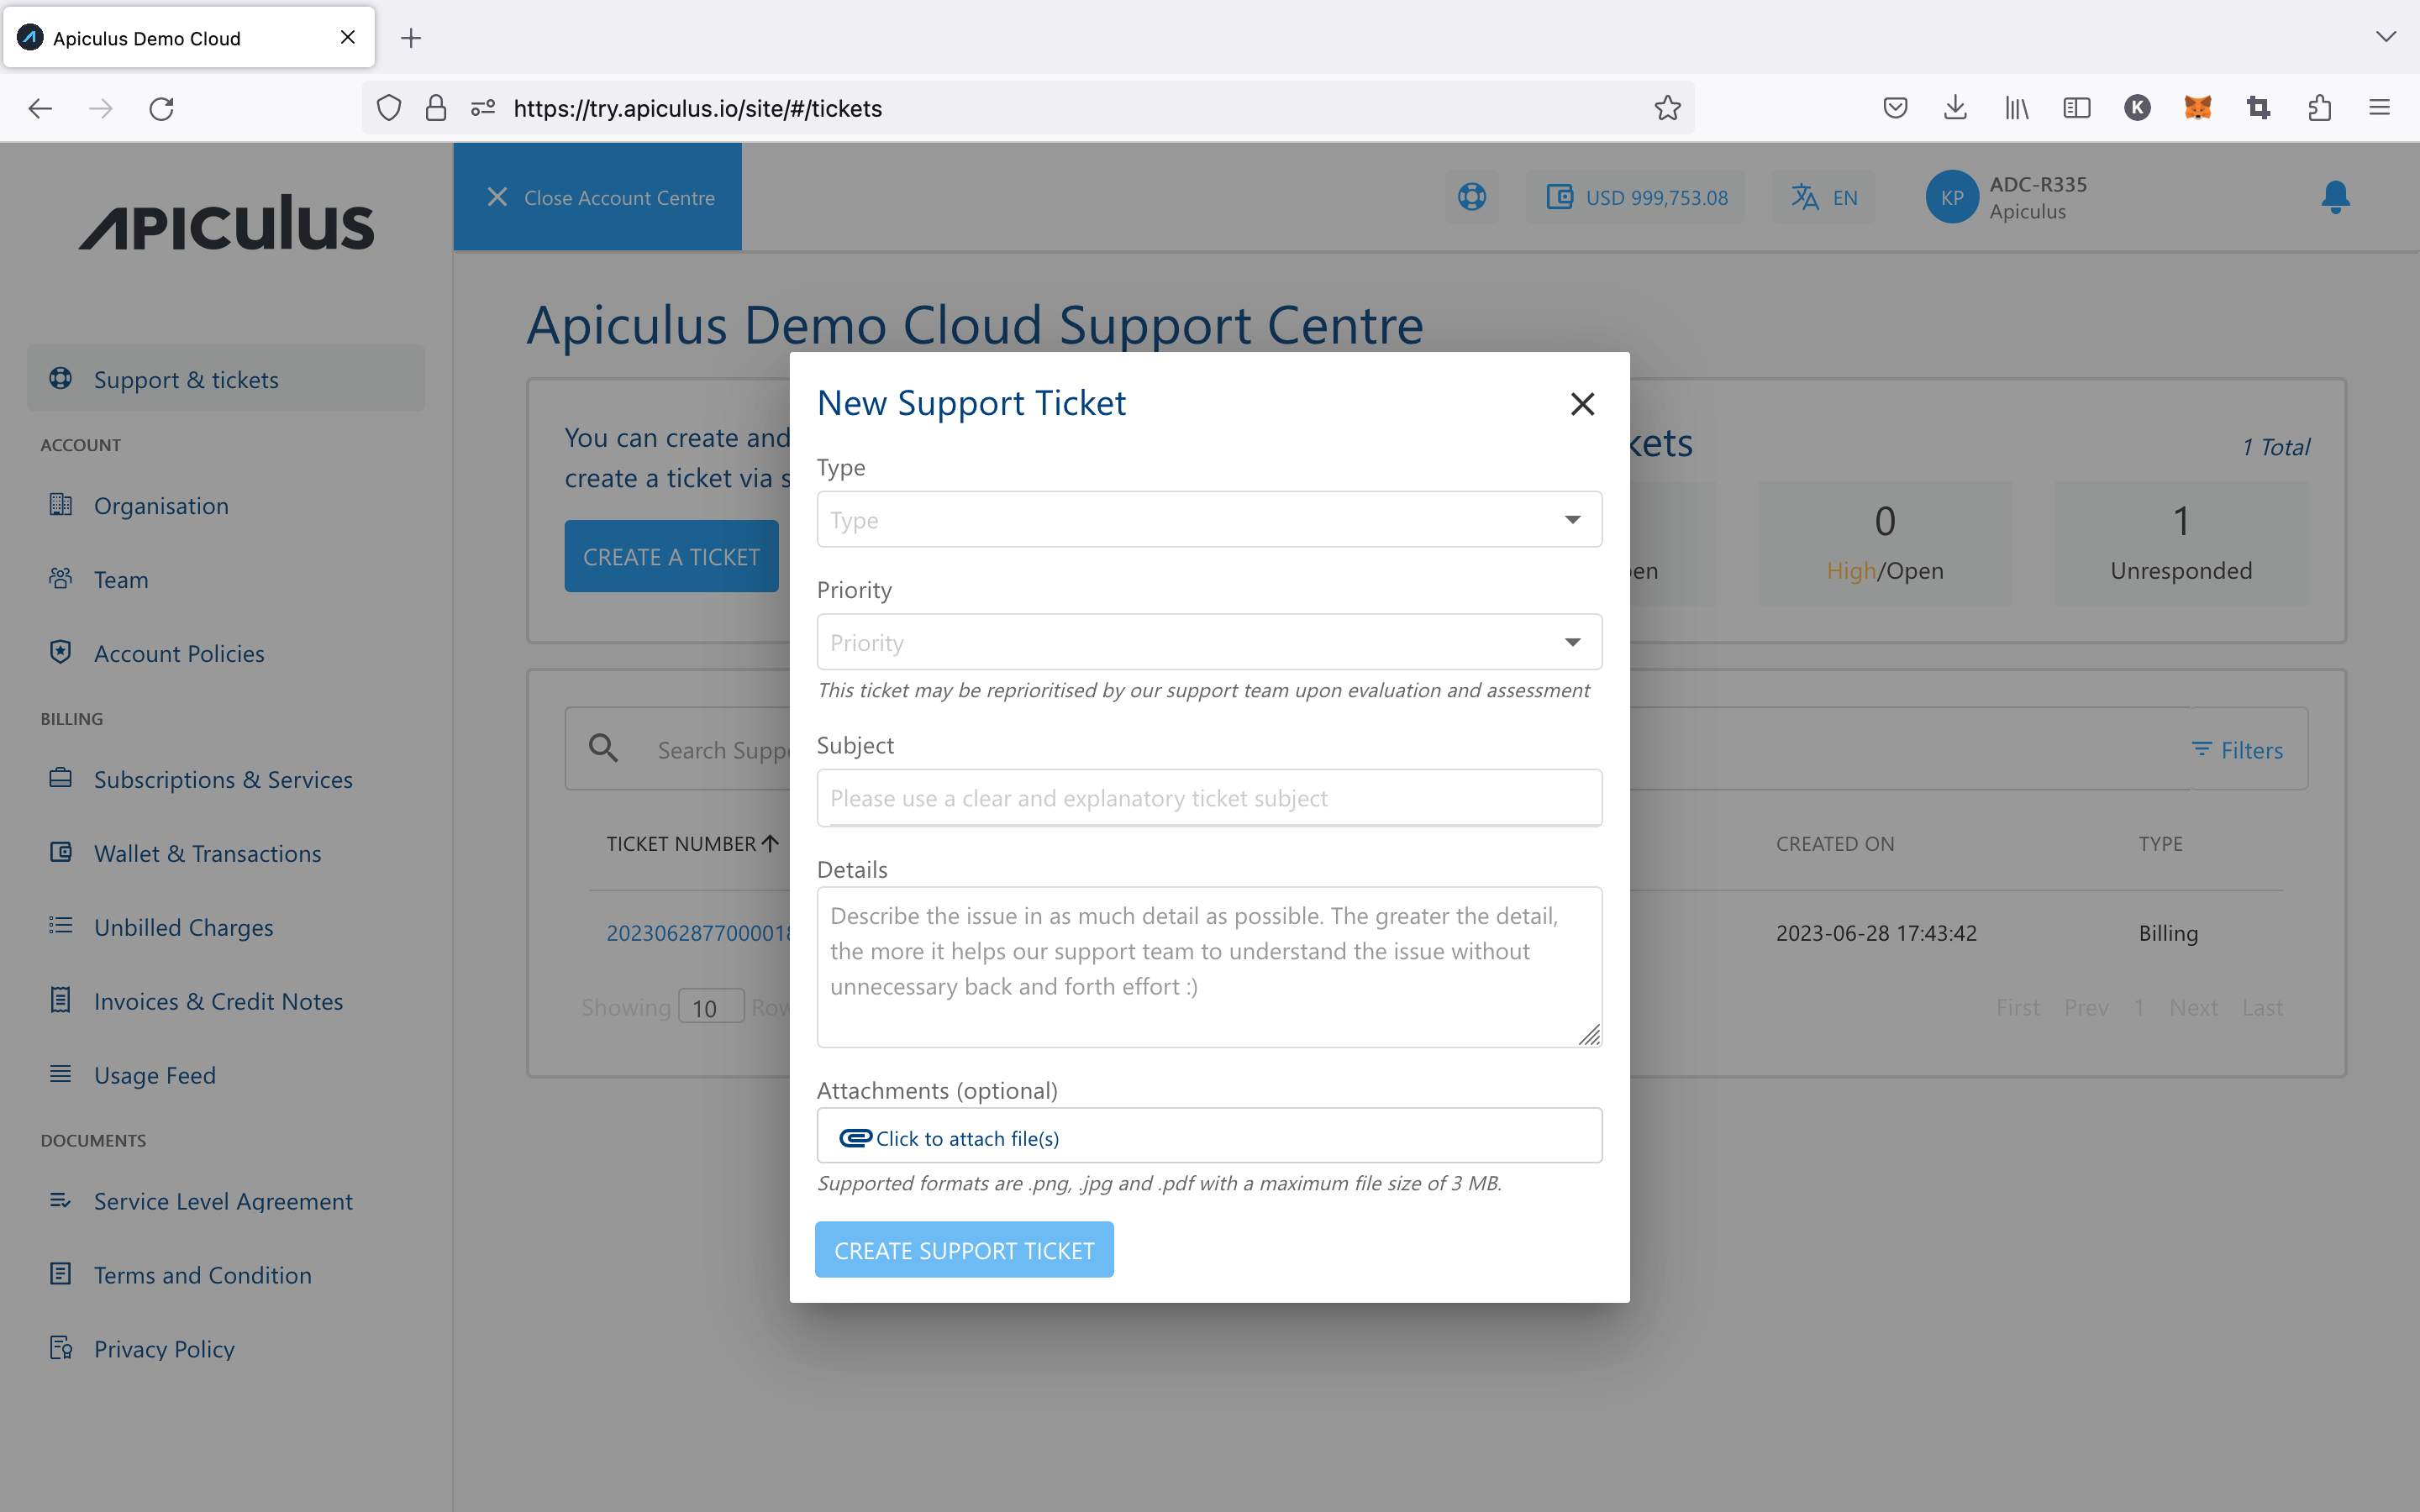 Apiculus Demo Cloud
https://try.apiculus.io/site/#/tickets
K
APICULUS
Close Account Centre
USD 999,753.08
EN
KP
ADC-R335
Apiculus
Support & tickets
ACCOUNT
Organisation
Team
Account Policies
BILLING
Subscriptions & Services
Wallet & Transactions
Unbilled Charges
Invoices & Credit Notes
Usage Feed
DOCUMENTS
Service Level Agreement
Terms and Condition
Privacy Policy
Apiculus Demo Cloud Support Centre
You can create and
create a ticket via s
CREATE A TICKET
kets
1 Total
en
0
High/Open
1
Unresponded
Search Supp
Filters
TICKET NUMBER
CREATED ON
TYPE
2023062877000018
2023-06-28 17:43:42
Billing
Showing 10 Row
First Prev 1 Next Last
New Support Ticket
Type
Type
Priority
Priority
This ticket may be reprioritised by our support team upon evaluation and assessment
Subject
Please use a clear and explanatory ticket subject
Details
Describe the issue in as much detail as possible. The greater the detail,
the more it helps our support team to understand the issue without
unnecessary back and forth effort :)
Attachments (optional)
Click to attach file(s)
Supported formats are .png, .jpg and .pdf with a maximum file size of 3 MB.
CREATE SUPPORT TICKET